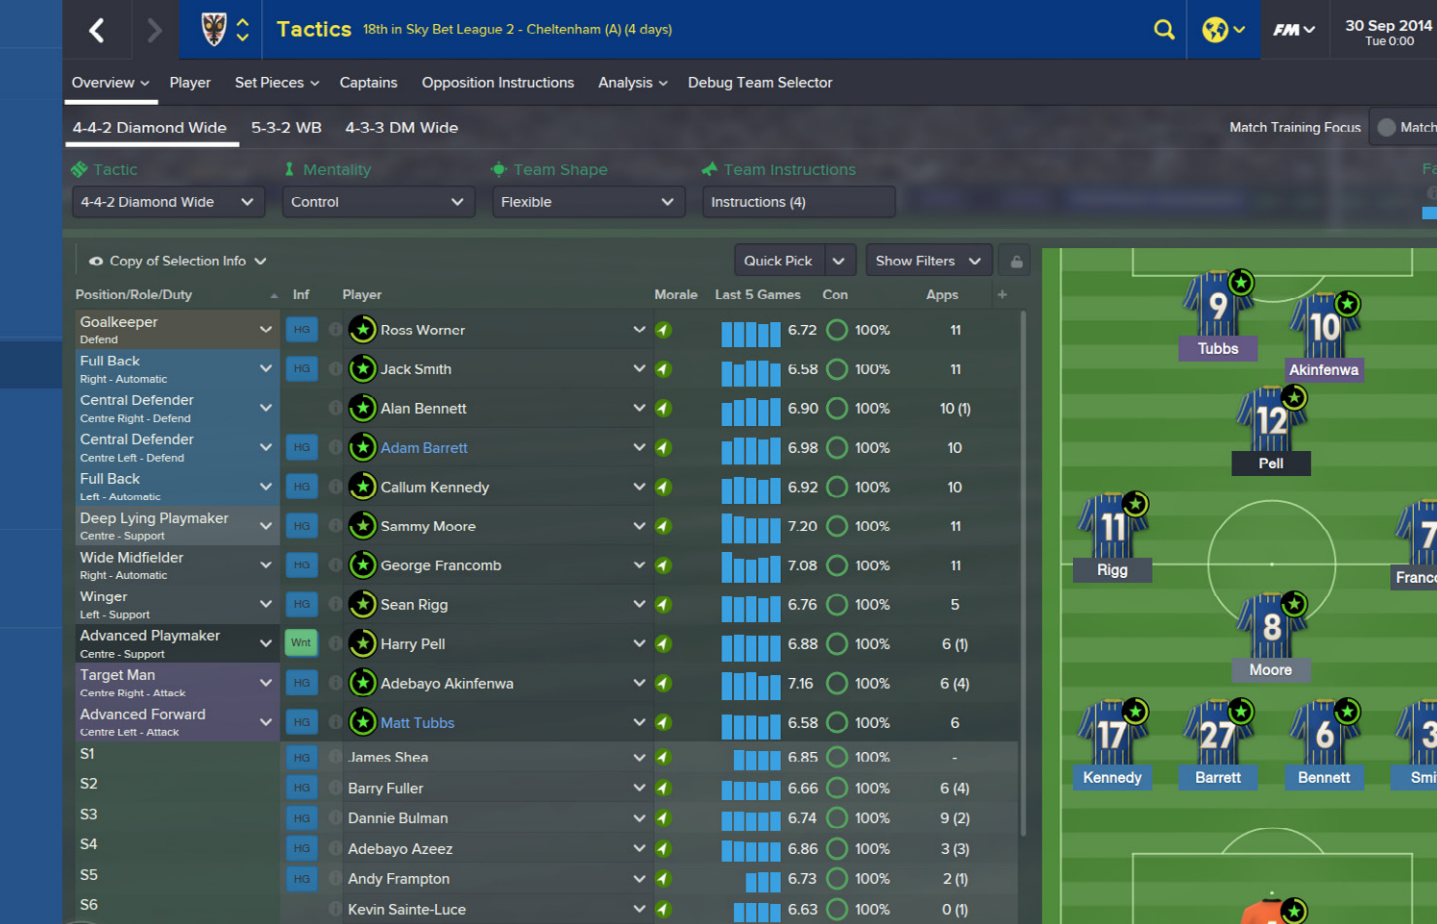 Tactics 18th in Sky Bet League 2 - Cheltenham (A) (4 days)
FM
30 Sep 2014
Tue 0:00
Overview Player Set Pieces Captains Opposition Instructions Analysis Debug Team Selector
4-4-2 Diamond Wide 5-3-2 WB 4-3-3 DM Wide Match Training Focus Match
Tactic Mentality Team Shape Team Instructions
4-4-2 Diamond Wide Control Flexible Instructions (4)
Copy of Selection Info Quick Pick Show Filters
Position/Role/Duty Inf Player Morale Last 5 Games Con Apps +
Goalkeeper
Defend
HG Ross Worner 6.72 100% 11
Full Back
Right - Automatic
HG Jack Smith 6.58 100% 11
Central Defender
Centre Right - Defend
Alan Bennett 6.90 100% 10 (1)
Central Defender
Centre Left - Defend
HG Adam Barrett 6.98 100% 10
Full Back
Left - Automatic
HG Callum Kennedy 6.92 100% 10
Deep Lying Playmaker
Centre - Support
HG Sammy Moore 7.20 100% 11
Wide Midfielder
Right - Automatic
HG George Francomb 7.08 100% 11
Winger
Left - Support
HG Sean Rigg 6.76 100% 5
Advanced Playmaker
Centre - Support
Wnt Harry Pell 6.88 100% 6 (1)
Target Man
Centre Right - Attack
HG Adebayo Akinfenwa 7.16 100% 6 (4)
Advanced Forward
Centre Left - Attack
HG Matt Tubbs 6.58 100% 6
S1 HG James Shea 6.85 100% -
S2 HG Barry Fuller 6.66 100% 6 (4)
S3 HG Dannie Bulman 6.74 100% 9 (2)
S4 HG Adebayo Azeez 6.86 100% 3 (3)
S5 HG Andy Frampton 6.73 100% 2 (1)
S6 Kevin Sainte-Luce 6.63 100% 0 (1)
9
Tubbs
10
Akinfenwa
12
Pell
11
Rigg
7
Franco
8
Moore
17
Kennedy
27
Barrett
6
Bennett
3
Smi